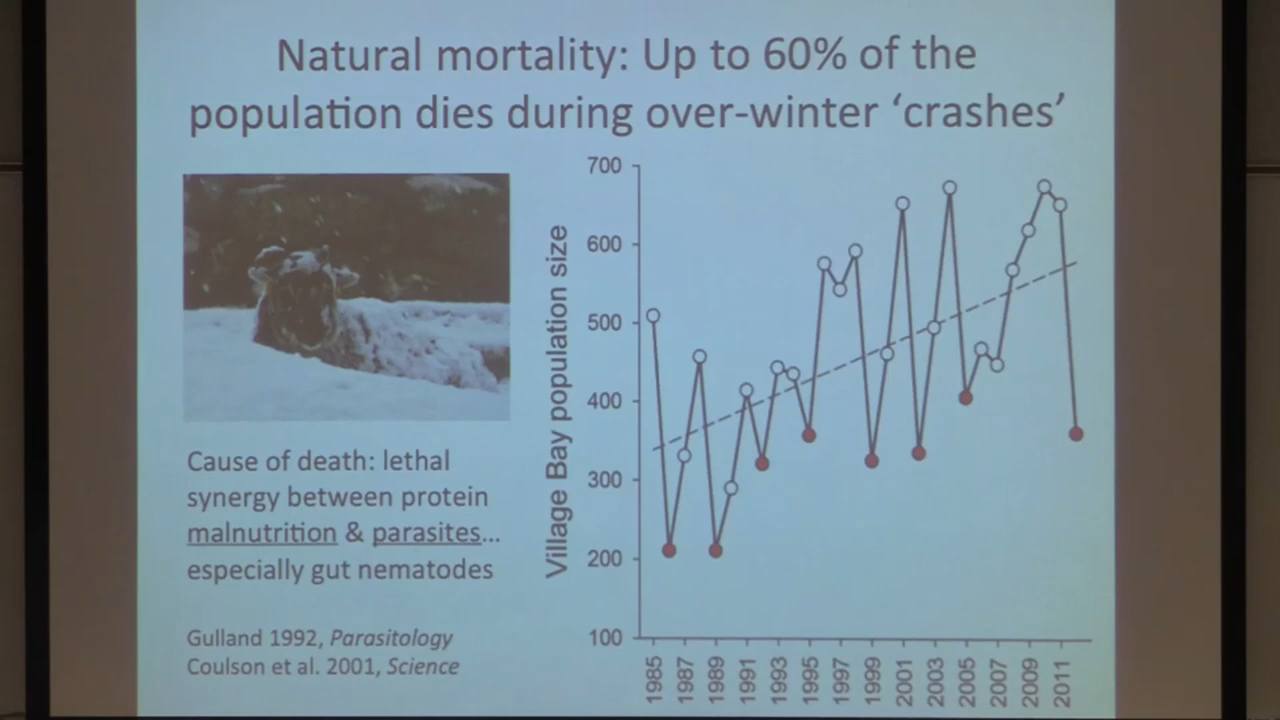 Natural mortality: Up to 60% of the
population dies during over-winter ‘crashes’
Cause of death: lethal
synergy between protein
malnutrition & parasites...
especially gut nematodes
Gulland 1992, Parasitology
Coulson et al. 2001, Science
Village Bay population size
700
600
500
400
300
200
100
1985
1987
1989
1991
1993
1995
1997
1999
2001
2003
2005
2007
2009
2011